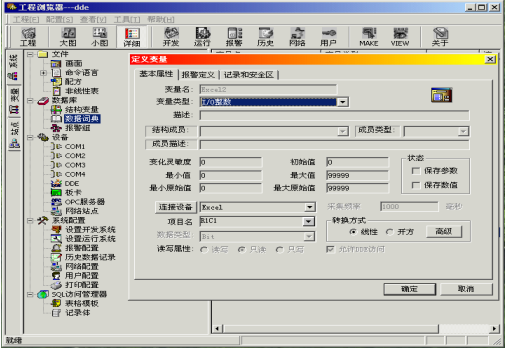 工程浏览器---dde
工程[F] 配置[S] 查看[V] 工具[T] 帮助[H]
工程 大图 小图 详细 开发 运行 报警 历史 网络 用户 MAKE VIEW 关于
系统
变量
站点
文件
画面
命令语言
配方
非线性表
数据库
结构变量
数据词典
报警组
设备
COM1
COM2
COM3
COM4
DDE
板卡
OPC服务器
网络站点
系统配置
设置开发系统
设置运行系统
报警配置
历史数据记录
网络配置
用户配置
打印配置
SQL访问管理器
表格模板
记录体
定义变量
基本属性 报警定义 记录和安全区
变量名: Excel2
变量类型: I/O整数
描述:
结构成员: 成员类型:
成员描述:
变化灵敏度 0 初始值 0 状态
最小值 0 最大值 99999 保存参数
最小原始值 0 最大原始值 99999 保存数值
连接设备 Excel 采集频率 1000 毫秒
项目名 R1C1 转换方式
数据类型: Bit 线性 开方 高级
读写属性: 读写 只读 只写 允许DDE访问
确定 取消
就绪